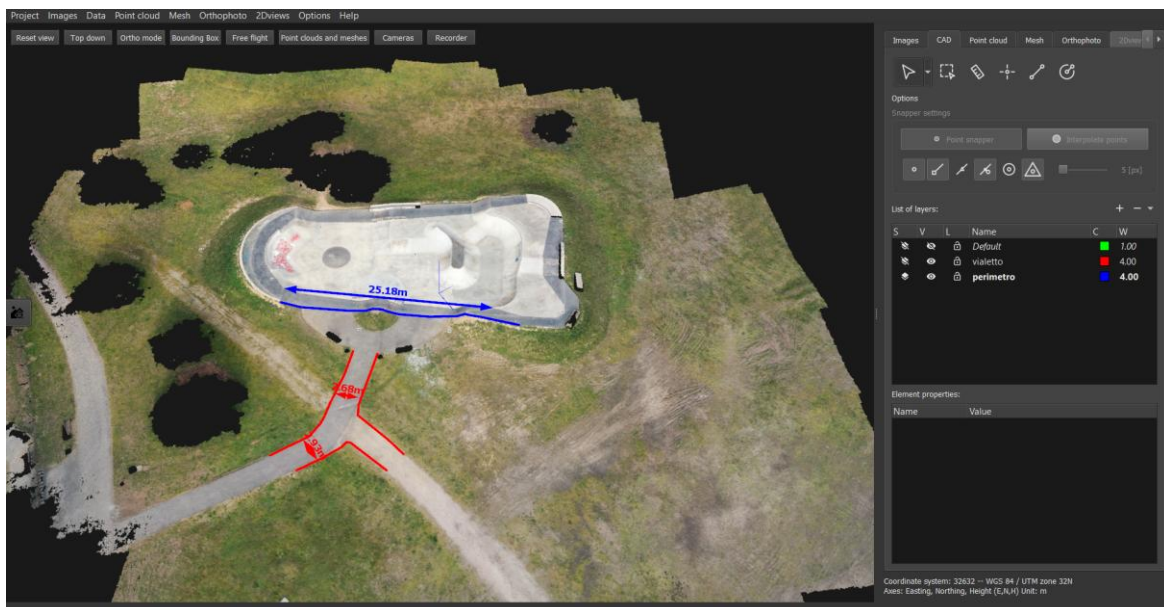 Project Images Data Point cloud Mesh Orthophoto 2Dviews Options Help
Reset view Top down Ortho mode Bounding Box Free flight Point clouds and meshes Cameras Recorder
Images CAD Point cloud Mesh Orthophoto
Options
Snapper settings
Point snapper Interpolate points
5 [px]
List of layers:
S V L Name C W
Default 1.00
vialetto 4.00
perimetro 4.00
25.18m
Element properties:
Name Value
Coordinate system: 32632 -- WGS 84 / UTM zone 32N
Axes: Easting, Northing, Height (E,N,H) Unit: m